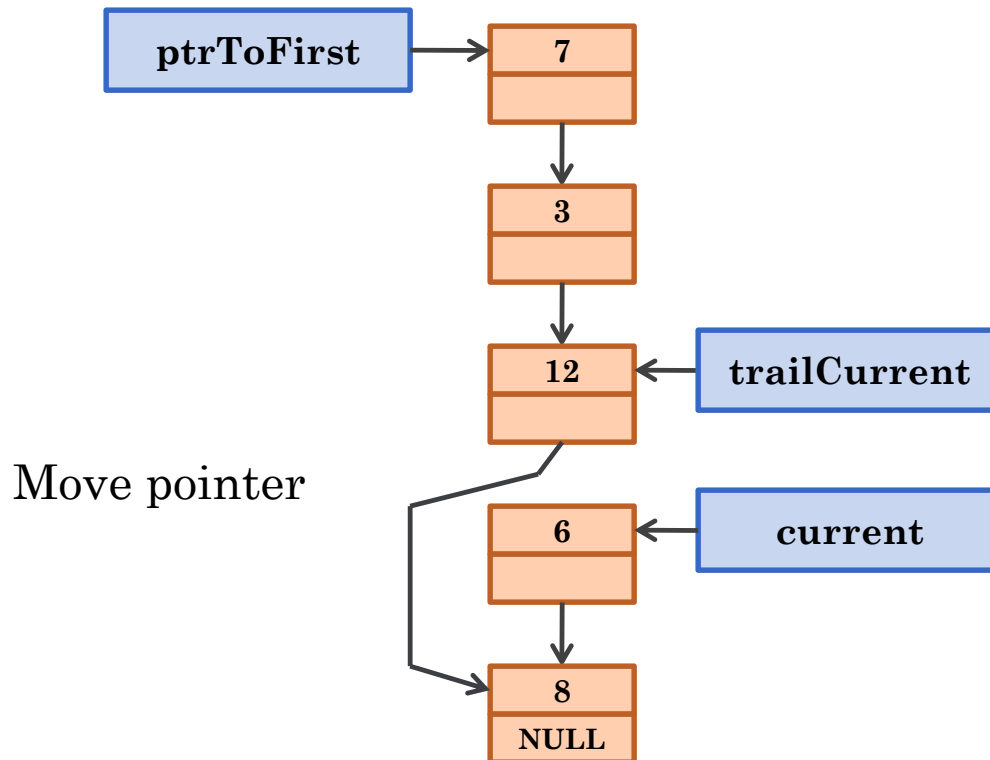 ptrToFirst
7
3
12
trailCurrent
Move pointer
6
current
8
NULL